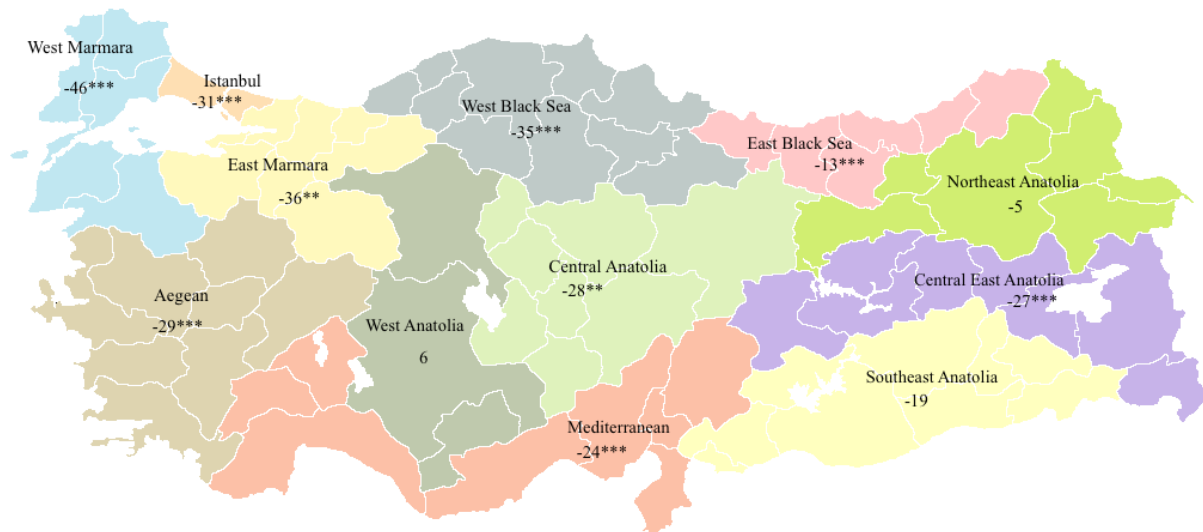 West Marmara
-46***
Istanbul
-31***
West Black Sea
-35***
East Black Sea
-13***
East Marmara
-36**
Northeast Anatolia
-5
Central Anatolia
-28**
Central East Anatolia
-27***
Aegean
-29***
West Anatolia
6
Southeast Anatolia
-19
Mediterranean
-24***